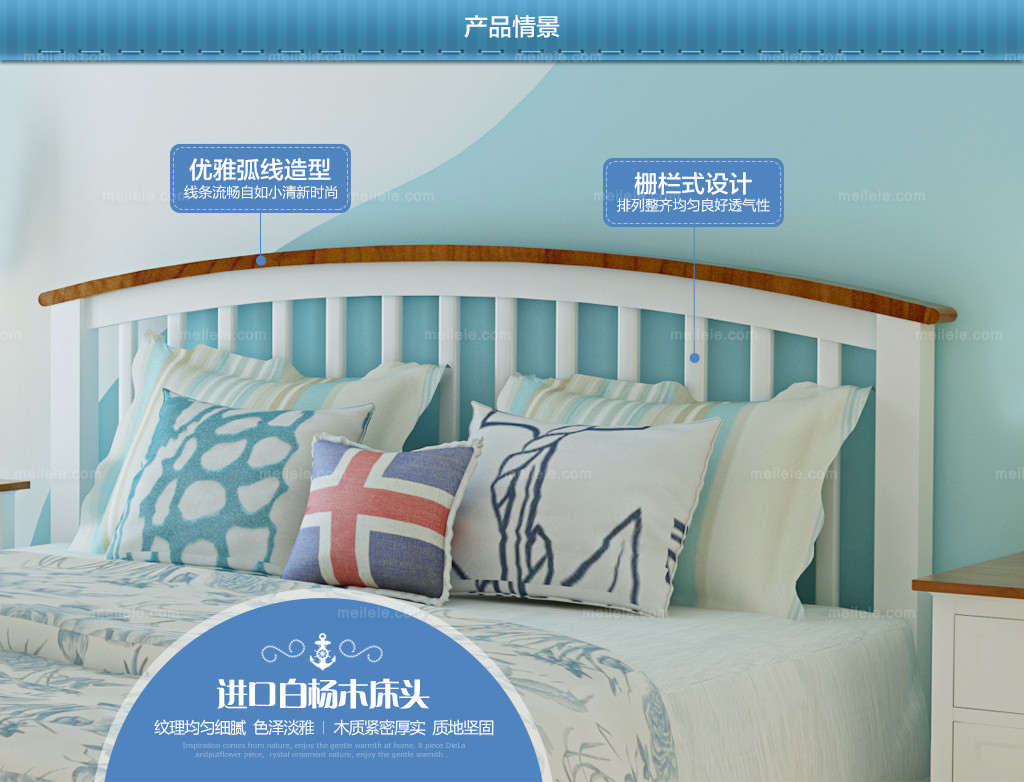 产品情景
优雅弧线造型
线条流畅自如小清新时尚
栅栏式设计
排列整齐均匀良好透气性
进口白杨木床头
纹理均匀细腻 色泽淡雅 | 木质紧密厚实 质地坚固
Inspiration comes from nature, enjoy the gentle warmth at home. 8 piece DieLa
andputflower piece, rystal ornament nature, enjoy the gentle warmth .
meilele.com